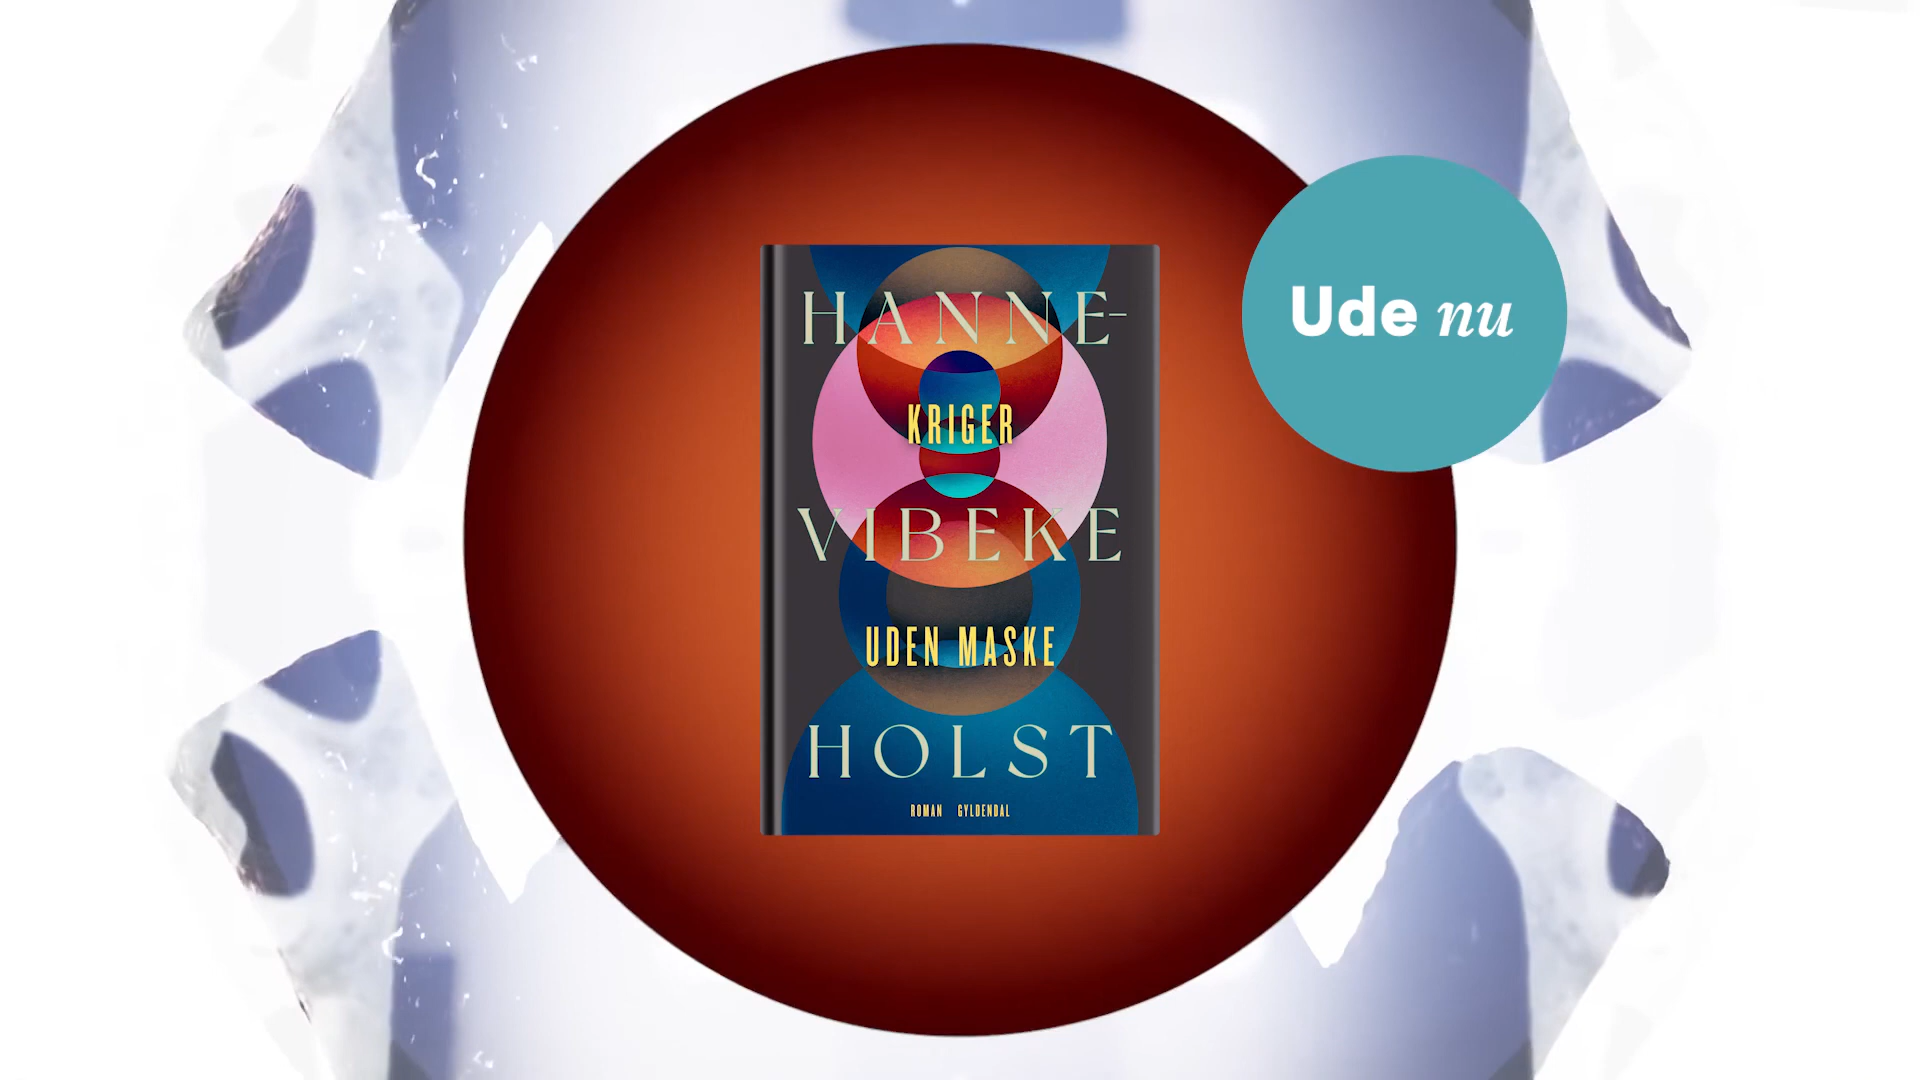 HANNE-
KRIGER
VIBEKE
UDEN MASKE
HOLST
ROMAN GYLDENDAL
Ude nu